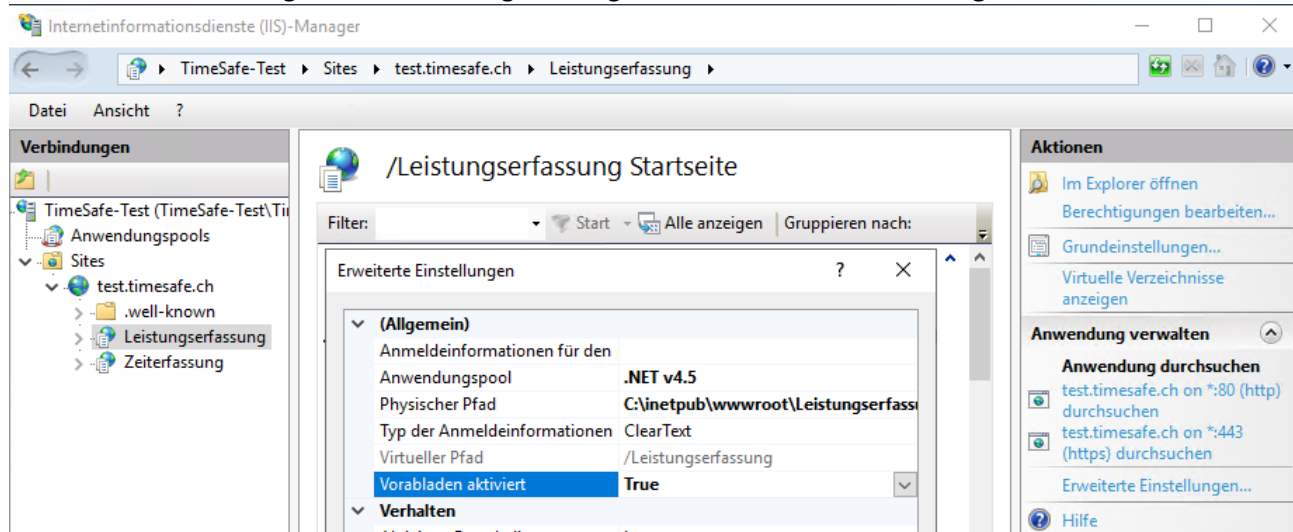 Internetinformationsdienste (IIS)-Manager
TimeSafe-Test Sites test.timesafe.ch Leistungserfassung
Datei Ansicht ?
Verbindungen
TimeSafe-Test (TimeSafe-Test\Ti
Anwendungspools
Sites
test.timesafe.ch
.well-known
Leistungserfassung
Zeiterfassung
/Leistungserfassung Startseite
Filter: Start Alle anzeigen Gruppieren nach:
Erweiterte Einstellungen ?
(Allgemein)
Anmeldeinformationen für den
Anwendungspool .NET v4.5
Physischer Pfad C:\inetpub\wwwroot\Leistungserfass
Typ der Anmeldeinformationen ClearText
Virtueller Pfad /Leistungserfassung
Vorabladen aktiviert True
Verhalten
Aktionen
Im Explorer öffnen
Berechtigungen bearbeiten...
Grundeinstellungen...
Virtuelle Verzeichnisse
anzeigen
Anwendung verwalten
Anwendung durchsuchen
test.timesafe.ch on *:80 (http)
durchsuchen
test.timesafe.ch on *:443
(https) durchsuchen
Erweiterte Einstellungen...
Hilfe